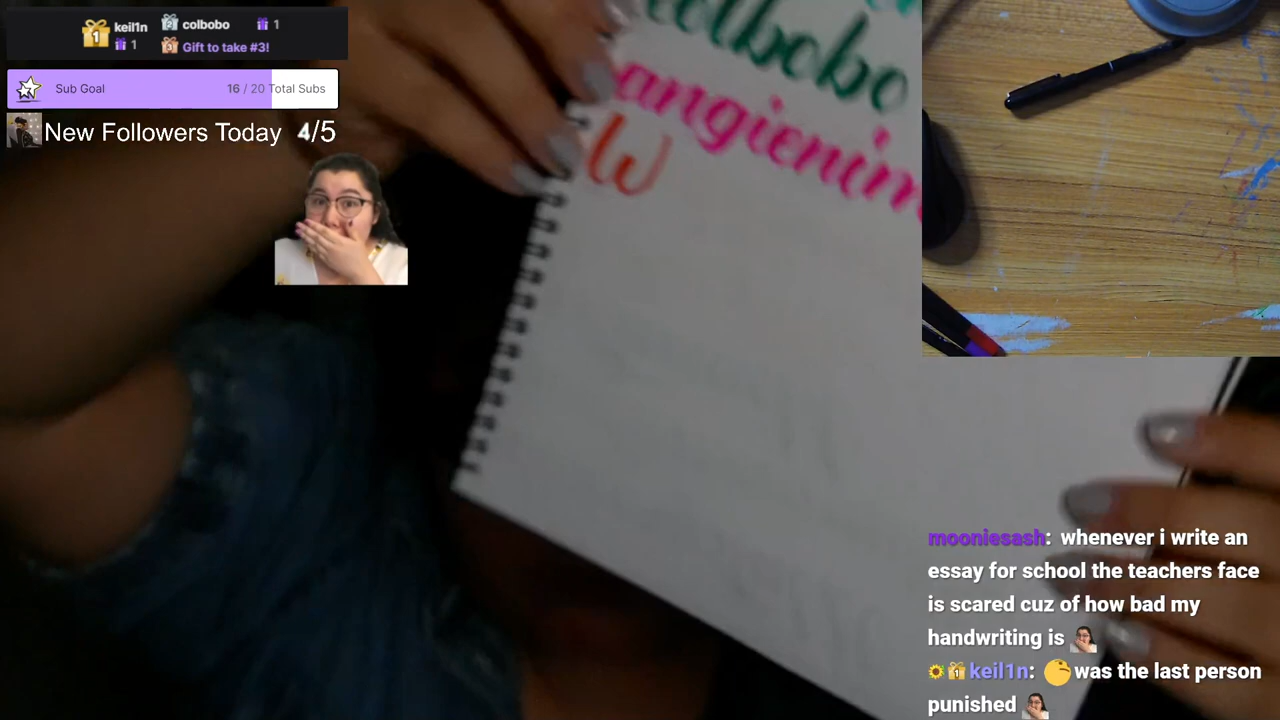 keil1n
1
colbobo 1
Gift to take #3!
Sub Goal 16 / 20 Total Subs
New Followers Today 4/5
colbobo
angienim
W
mooniesash: whenever i write an
essay for school the teachers face
is scared cuz of how bad my
handwriting is
keil1n: was the last person
punished